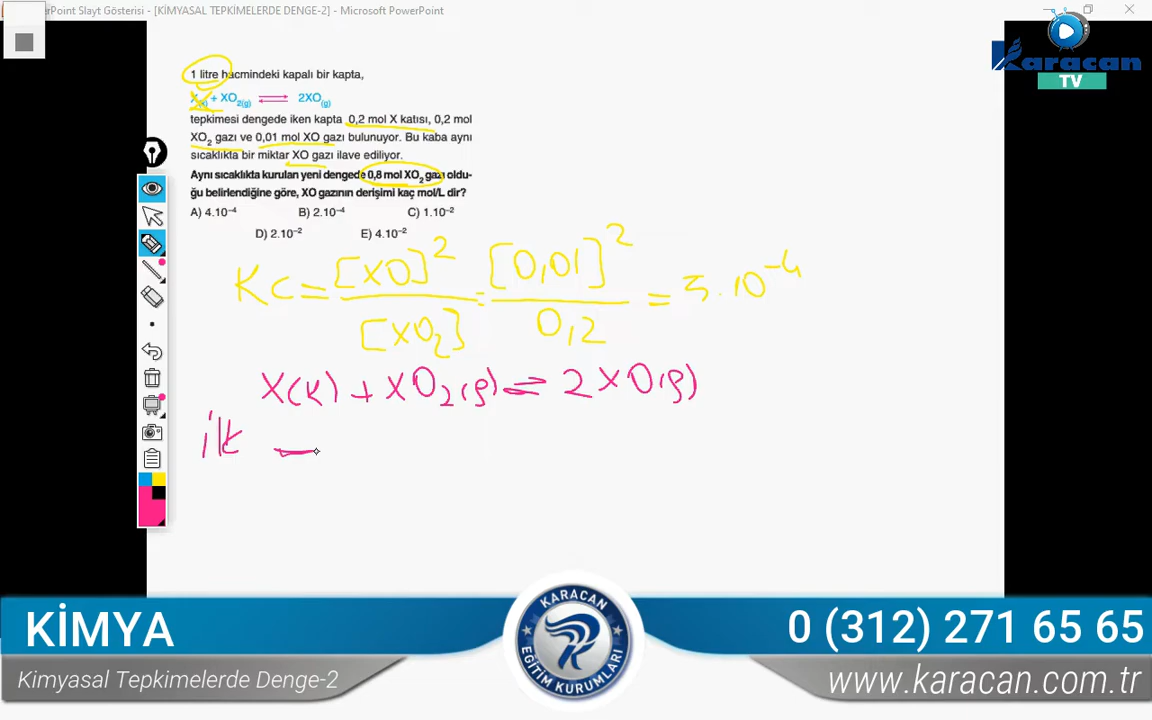 PowerPoint Slayt Gösterisi - [KİMYASAL TEPKİMELERDE DENGE-2] - Microsoft PowerPoint
Karacan
TV
1 litre hacmindeki kapalı bir kapta,
X(k) + XO2(g) ⇌ 2XO(g)
tepkimesi dengede iken kapta 0,2 mol X katısı, 0,2 mol
XO2 gazı ve 0,01 mol XO gazı bulunuyor. Bu kaba aynı
sıcaklıkta bir miktar XO gazı ilave ediliyor.
Aynı sıcaklıkta kurulan yeni dengede 0,8 mol XO2 gazı oldu-
ğu belirlendiğine göre, XO gazının derişimi kaç mol/L dir?
A) 4.10⁻⁴ B) 2.10⁻⁴ C) 1.10⁻²
D) 2.10⁻² E) 4.10⁻²
Kc = [XO]² / [XO2] = [0,01]² / 0,2 = 5.10⁻⁴
X(k) + XO2(g) ⇌ 2XO(g)
ilk —
KİMYA
Kimyasal Tepkimelerde Denge-2
KARACAN
EĞİTİM KURUMLARI
0 (312) 271 65 65
www.karacan.com.tr